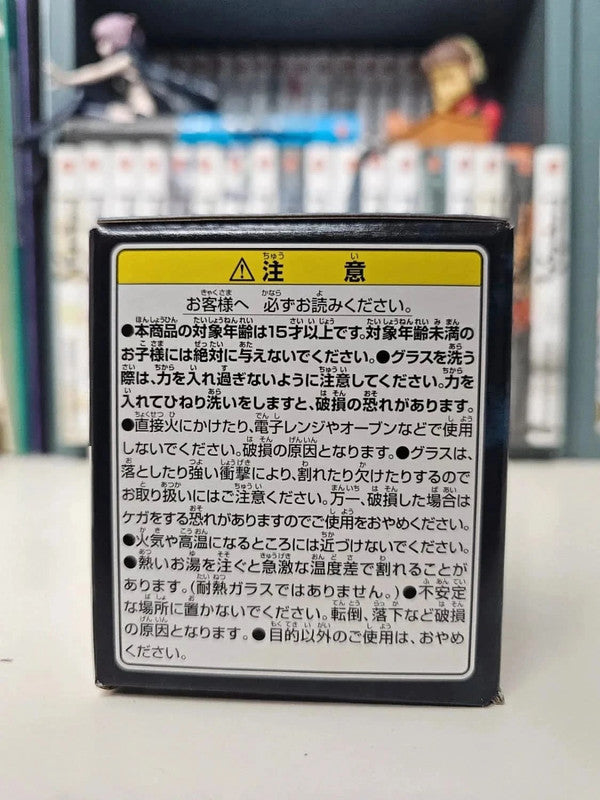 ⚠注 意
お客様へ 必ずお読みください。
●本商品の対象年齢は15才以上です。対象年齢未満の
お子様には絶対に与えないでください。●グラスを洗う
際は、力を入れ過ぎないように注意してください。力を
入れてひねり洗いをしますと、破損の恐れがあります。
●直接火にかけたり、電子レンジやオーブンなどで使用
しないでください。破損の原因となります。●グラスは、
落としたり強い衝撃により、割れたり欠けたりするので
お取り扱いにはご注意ください。万一、破損した場合は
ケガをする恐れがありますのでご使用をおやめください。
●火気や高温になるところには近づけないでください。
●熱いお湯を注ぐと急激な温度差で割れることが
あります。(耐熱ガラスではありません。)●不安定
な場所に置かないでください。転倒、落下など破損
の原因となります。●目的以外のご使用は、おやめ
ください。